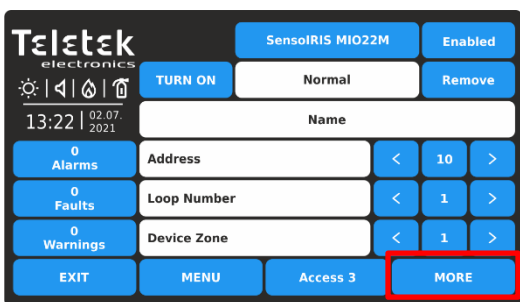 Teletek
electronics
SensoIRIS MIO22M
Enabled
TURN ON
Normal
Remove
13:22 | 02.07.
2021
Name
0
Alarms
Address
< 10 >
0
Faults
Loop Number
< 1 >
0
Warnings
Device Zone
< 1 >
EXIT
MENU
Access 3
MORE